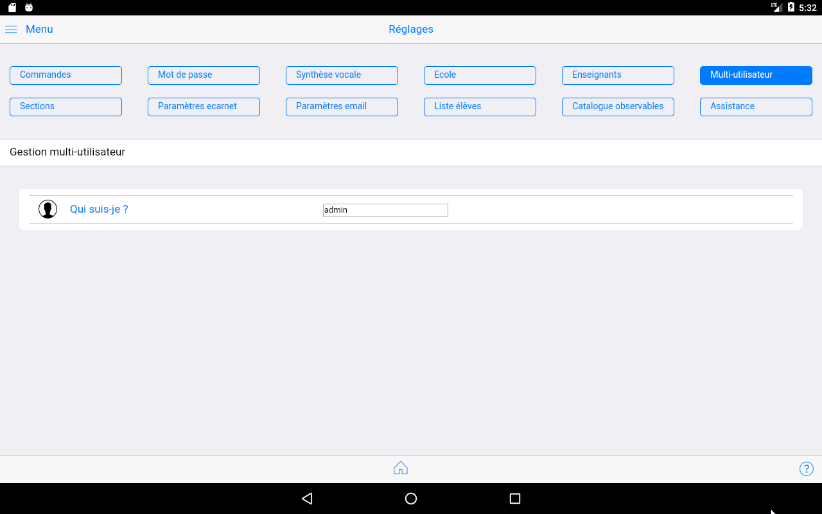 5:32
Menu
Réglages
Commandes
Mot de passe
Synthèse vocale
Ecole
Enseignants
Multi-utilisateur
Sections
Paramètres ecarnet
Paramètres email
Liste élèves
Catalogue observables
Assistance
Gestion multi-utilisateur
Qui suis-je ?
admin
?